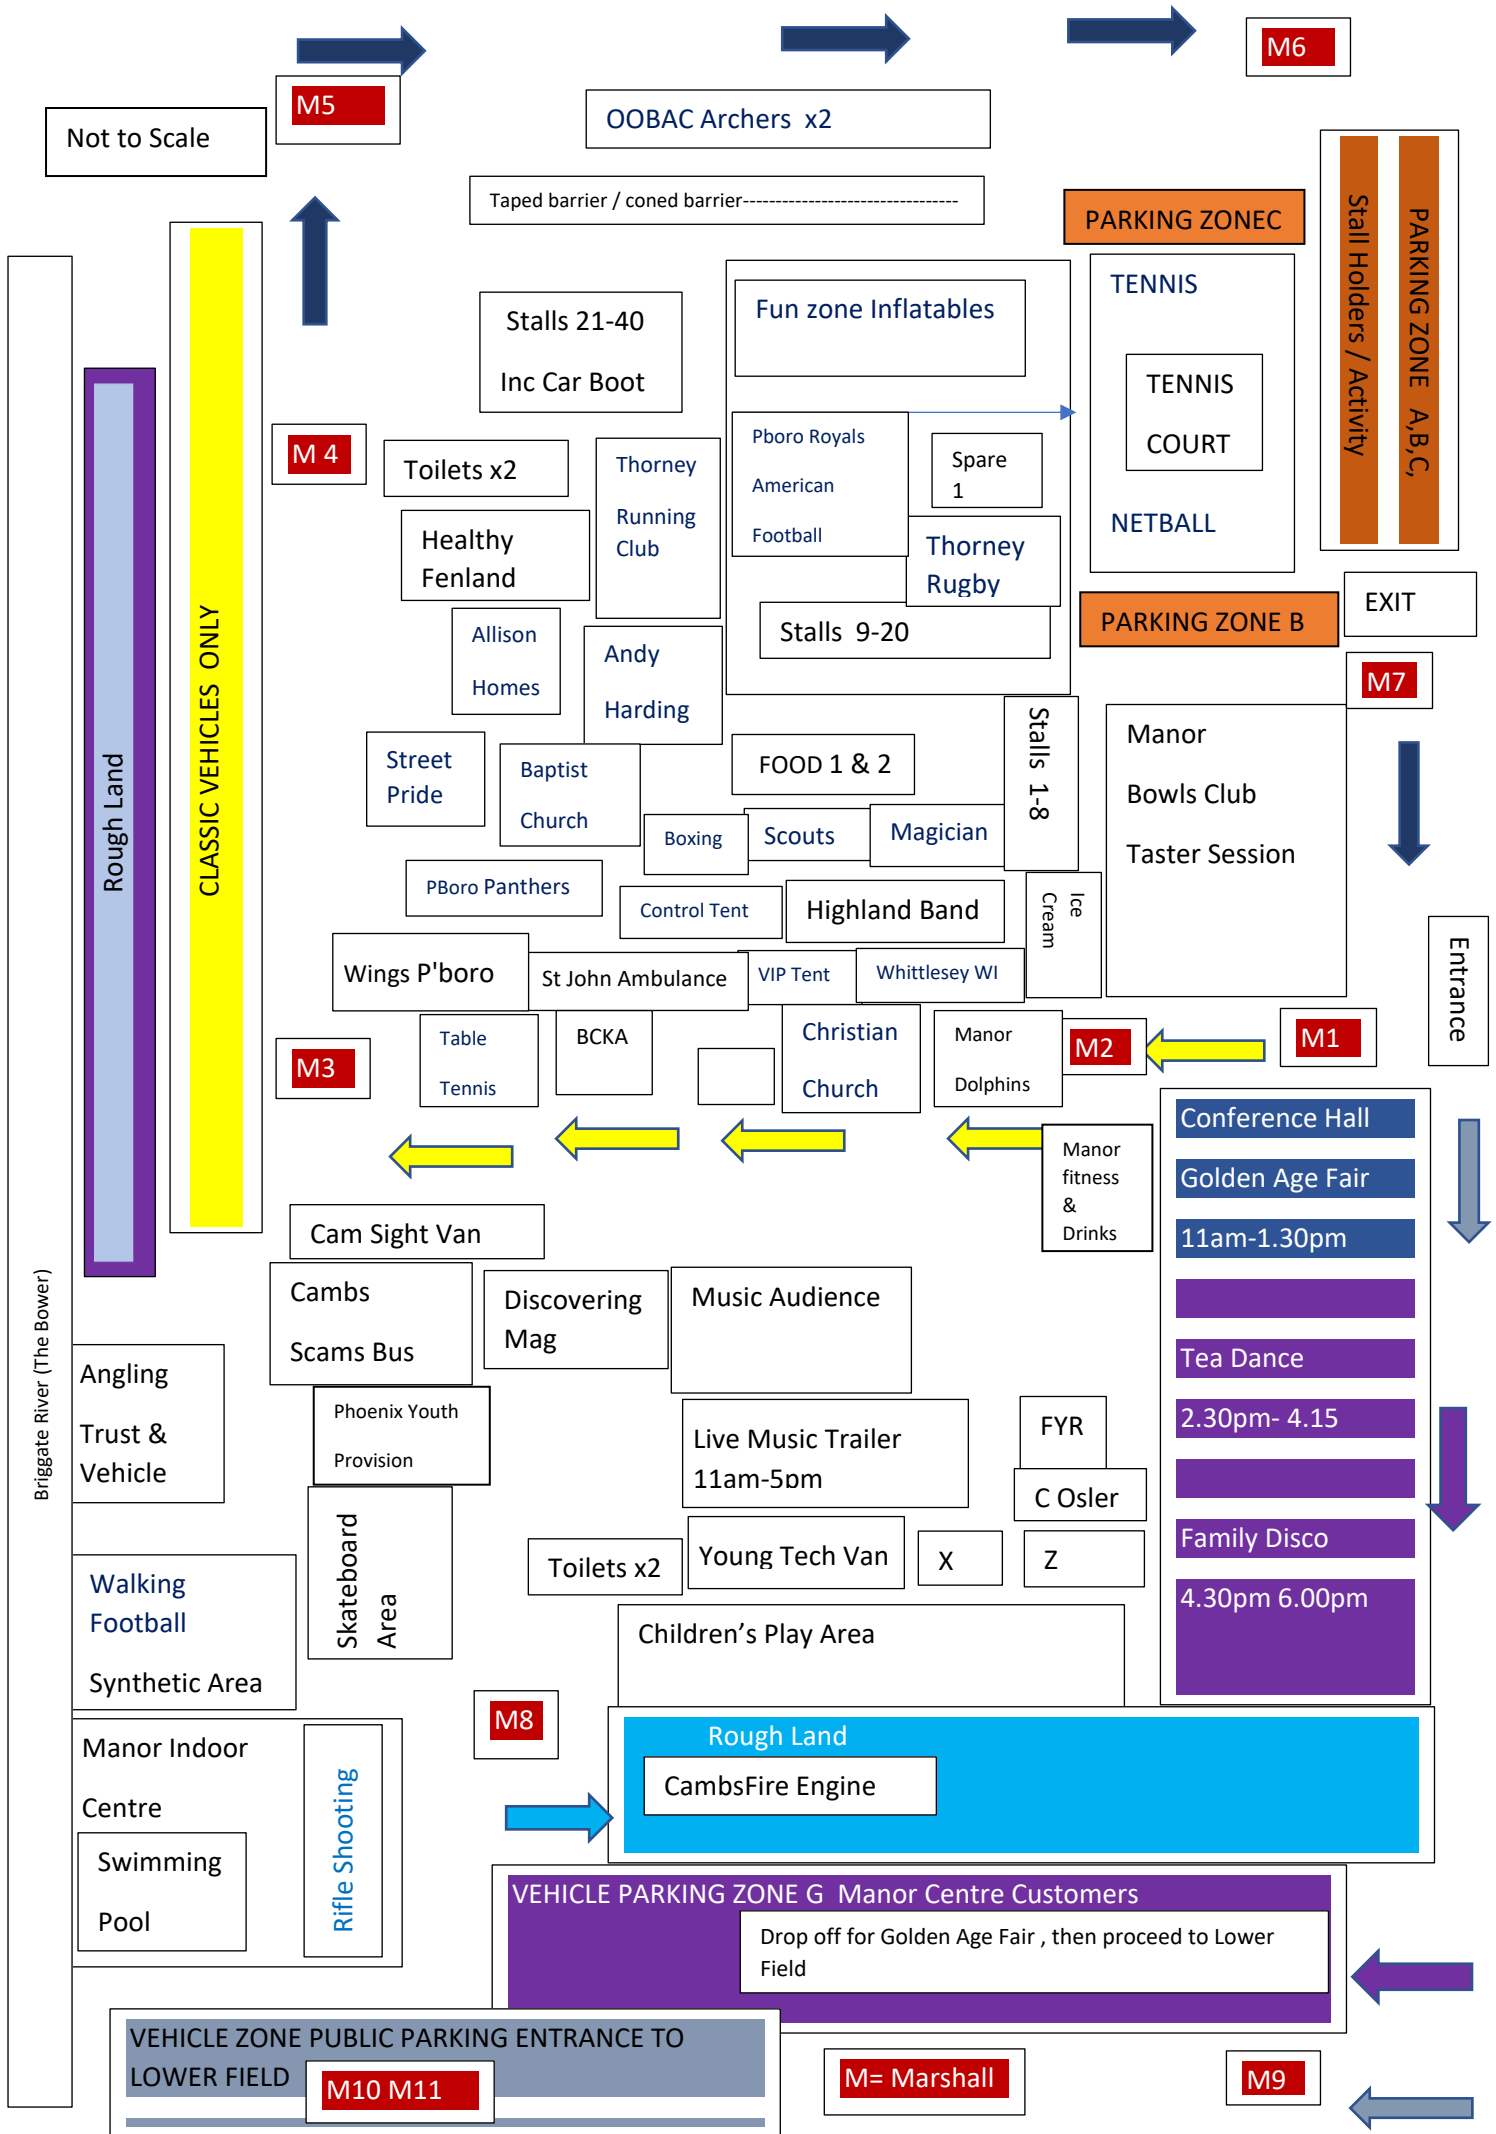 M6
M5
OOBAC Archers x2
Not to Scale
Taped barrier / coned barrier---------------------------------
PARKING ZONEC
Stall Holders / Activity
PARKING ZONE A,B,C,
TENNIS
TENNIS
COURT
NETBALL
Fun zone Inflatables
Stalls 21-40
Inc Car Boot
M 4
Toilets x2
Thorney
Running
Club
Pboro Royals
American
Football
Spare
1
Healthy
Fenland
Thorney
Rugby
Stalls 9-20
PARKING ZONE B
EXIT
Allison
Homes
Andy
Harding
M7
Rough Land
CLASSIC VEHICLES ONLY
Street
Pride
Baptist
Church
FOOD 1 & 2
Stalls 1-8
Manor
Bowls Club
Taster Session
Boxing
Scouts
Magician
PBoro Panthers
Control Tent
Highland Band
Ice
Cream
Entrance
Wings P'boro
St John Ambulance
VIP Tent
Whittlesey WI
M3
Table
Tennis
BCKA
Christian
Church
Manor
Dolphins
M2
M1
Manor
fitness
&
Drinks
Conference Hall
Golden Age Fair
11am-1.30pm
Tea Dance
2.30pm- 4.15
Family Disco
4.30pm 6.00pm
Cam Sight Van
Cambs
Scams Bus
Discovering
Mag
Music Audience
Briggate River (The Bower)
Angling
Trust &
Vehicle
Phoenix Youth
Provision
Live Music Trailer
11am-5pm
FYR
C Osler
Skateboard
Area
Toilets x2
Young Tech Van
X
Z
Walking
Football
Synthetic Area
Children's Play Area
M8
Manor Indoor
Centre
Swimming
Pool
Rifle Shooting
Rough Land
CambsFire Engine
VEHICLE PARKING ZONE G Manor Centre Customers
Drop off for Golden Age Fair , then proceed to Lower
Field
VEHICLE ZONE PUBLIC PARKING ENTRANCE TO
LOWER FIELD
M10 M11
M= Marshall
M9